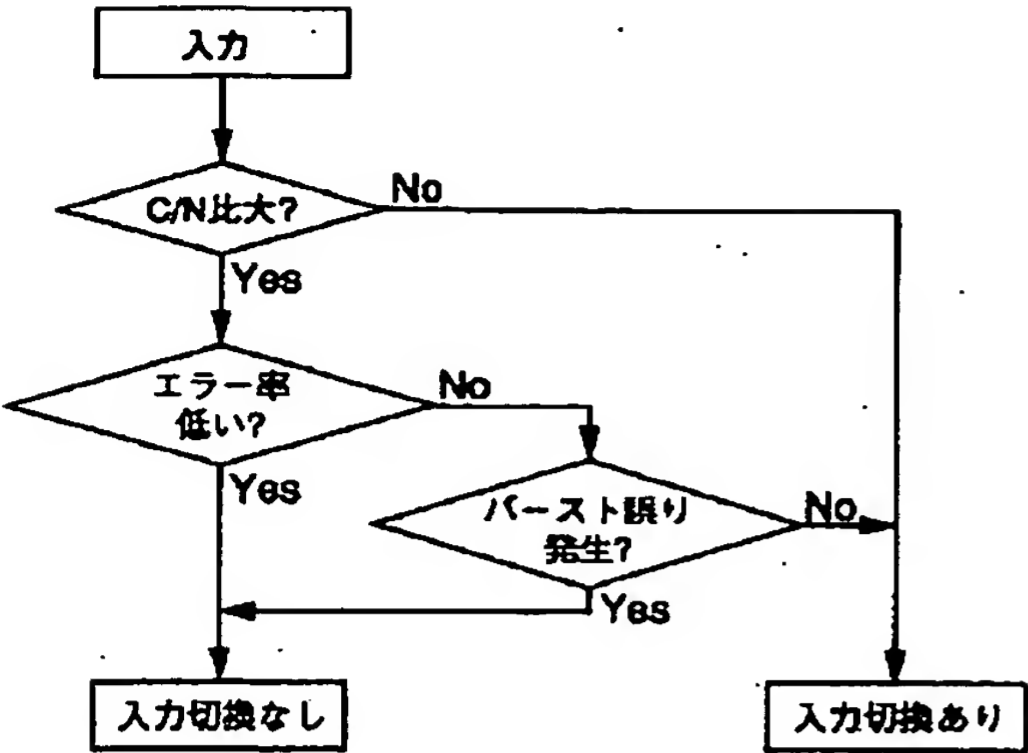 入力
C/N比大?
No
Yes
エラー率
低い?
No
Yes
バースト誤り
発生?
No
Yes
入力切換なし
入力切換あり